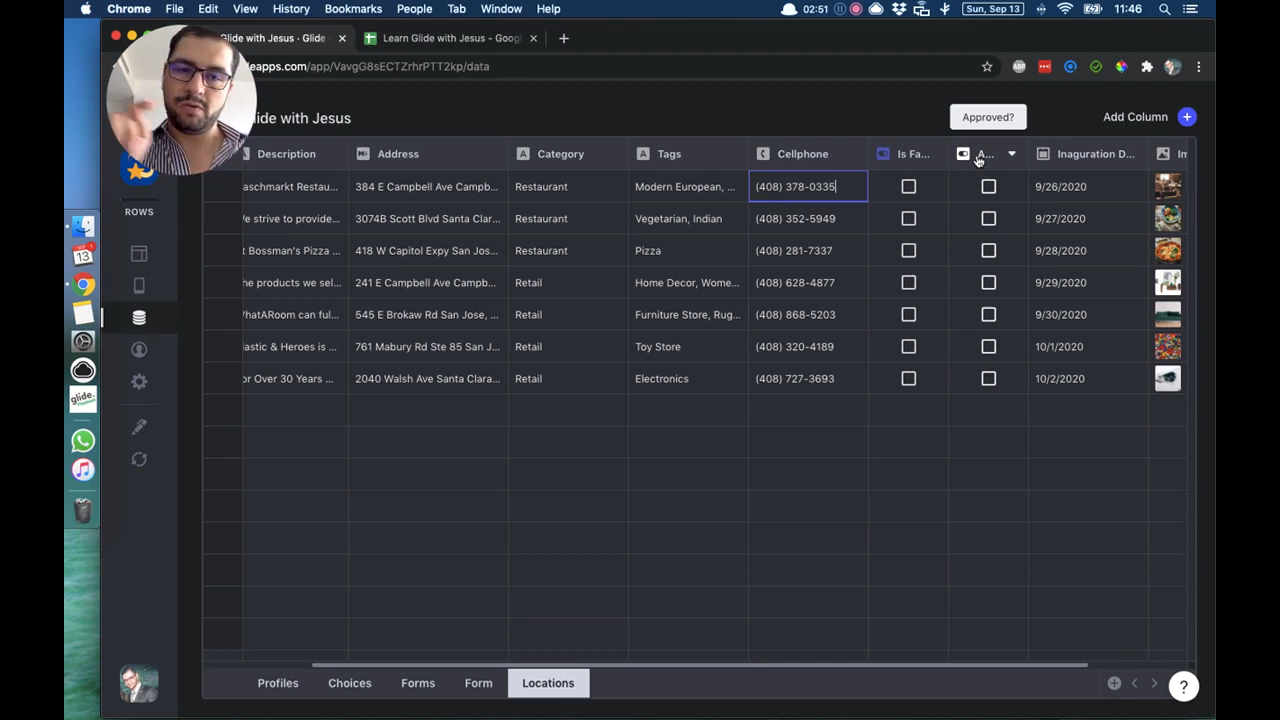 Chrome File Edit View History Bookmarks People Tab Window Help 02:51 Sun, Sep 13 11:46
Glide with Jesus · Glide Learn Glide with Jesus - Goog
eapps.com/app/VavgG8sECTZrhrPTT2kp/data
lide with Jesus Approved? Add Column
Description Address Category Tags Cellphone Is Fa... A... Inaguration D... Im
aschmarkt Restau... 384 E Campbell Ave Campb... Restaurant Modern European, ... (408) 378-0335 9/26/2020
e strive to provide... 3074B Scott Blvd Santa Clar... Restaurant Vegetarian, Indian (408) 352-5949 9/27/2020
t Bossman's Pizza ... 418 W Capitol Expy San Jos... Restaurant Pizza (408) 281-7337 9/28/2020
he products we sel... 241 E Campbell Ave Camp... Retail Home Decor, Wome... (408) 628-4877 9/29/2020
WhatARoom can ful... 545 E Brokaw Rd San Jose, ... Retail Furniture Store, Rug... (408) 868-5203 9/30/2020
lastic & Heroes is ... 761 Mabury Rd Ste 85 San J... Retail Toy Store (408) 320-4189 10/1/2020
or Over 30 Years ... 2040 Walsh Ave Santa Clara... Retail Electronics (408) 727-3693 10/2/2020
ROWS
SEP
13
glide
Profiles Choices Forms Form Locations
?